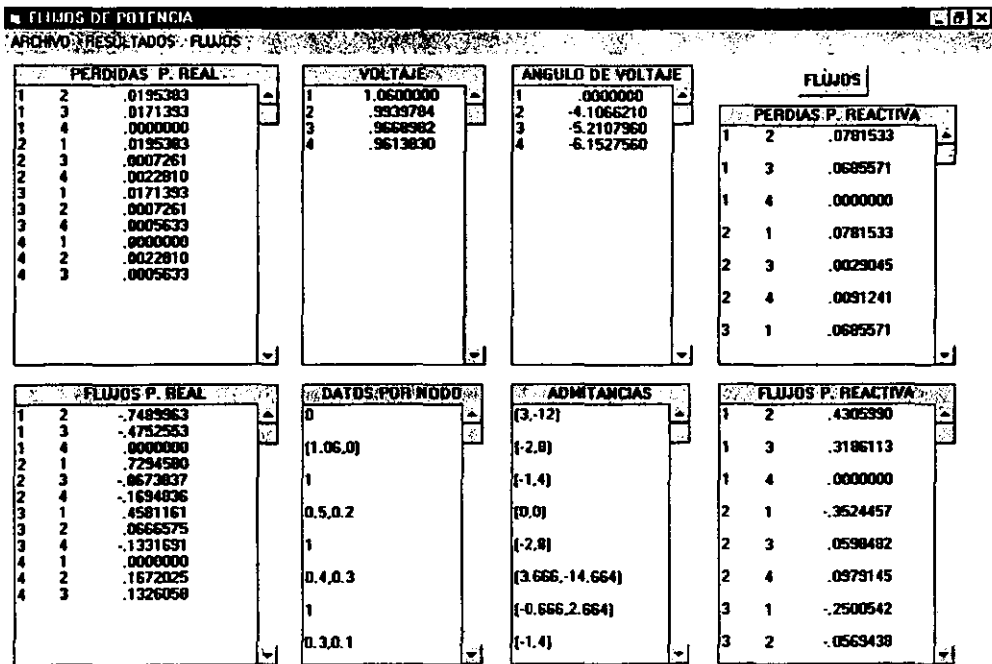 FLUJOS DE POTENCIA
ARCHIVO RESULTADOS FLUJOS
PERDIDAS P. REAL
1 2 .0195383
1 3 .0171393
1 4 .0000000
2 1 .0195383
2 3 .0007261
2 4 .0022810
3 1 .0171393
3 2 .0007261
3 4 .0005633
4 1 .0000000
4 2 .0022810
4 3 .0005633
VOLTAJE
1 1.0600000
2 .9939784
3 .9668982
4 .9613830
ANGULO DE VOLTAJE
1 .0000000
2 -4.1066210
3 -5.2107960
4 -6.1527560
FLUJOS
PERDIAS P. REACTIVA
1 2 .0781533
1 3 .0685571
1 4 .0000000
2 1 .0781533
2 3 .0029045
2 4 .0091241
3 1 .0685571
FLUJOS P. REAL
1 2 -.7489963
1 3 -.4752553
1 4 .0000000
2 1 .7294580
2 3 -.0673837
2 4 -.1694836
3 1 .4581161
3 2 .0666575
3 4 -.1331691
4 1 .0000000
4 2 .1672025
4 3 .1326058
DATOS POR NODO
0
(1.06,0)
1
0.5,0.2
1
0.4,0.3
1
0.3,0.1
ADMITANCIAS
(3,-12)
(-2,8)
(-1,4)
(0,0)
(-2,8)
(3.666,-14.664)
(-0.666,2.664)
(-1,4)
FLUJOS P. REACTIVA
1 2 .4305990
1 3 .3186113
1 4 .0000000
2 1 -.3524457
2 3 .0598482
2 4 .0979145
3 1 -.2500542
3 2 -.0569438